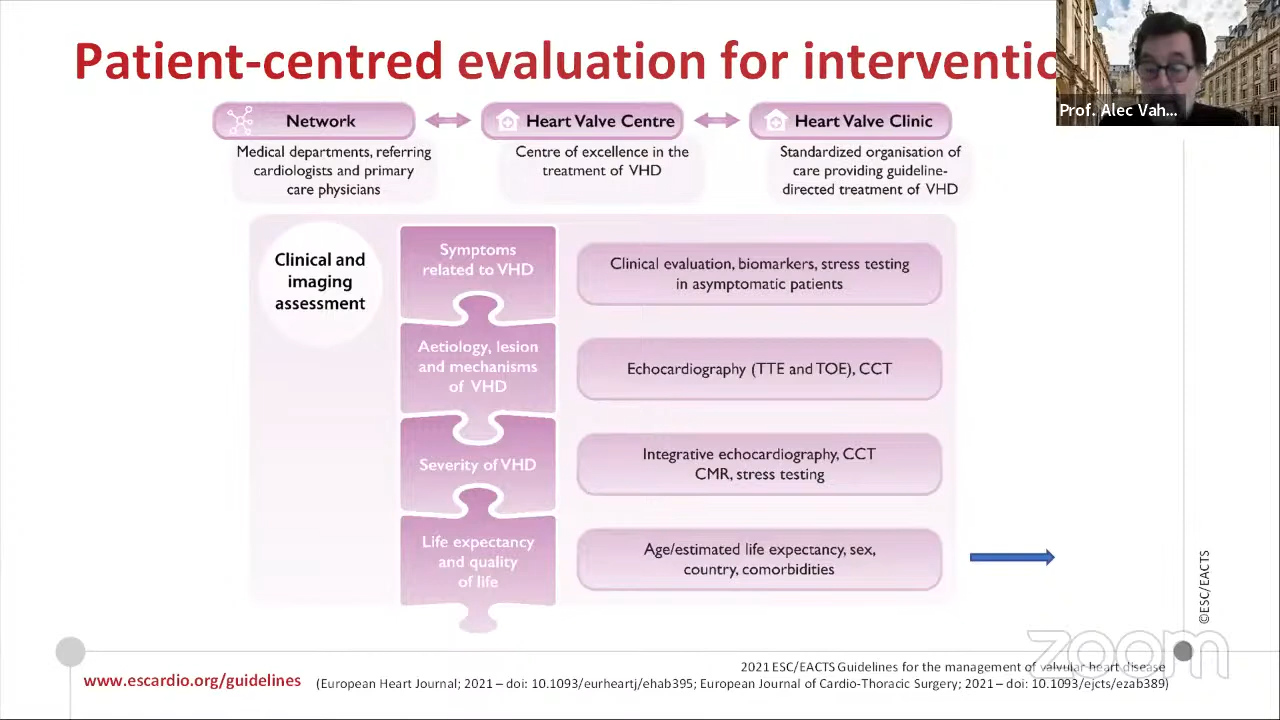 Patient-centred evaluation for interventio
Prof. Alec Vah...
Network
Heart Valve Centre
Heart Valve Clinic
Medical departments, referring
cardiologists and primary
care physicians
Centre of excellence in the
treatment of VHD
Standardized organisation of
care providing guideline-
directed treatment of VHD
Clinical and
imaging
assessment
Symptoms
related to VHD
Clinical evaluation, biomarkers, stress testing
in asymptomatic patients
Aetiology, lesion
and mechanisms
of VHD
Echocardiography (TTE and TOE), CCT
Severity of VHD
Integrative echocardiography, CCT
CMR, stress testing
Life expectancy
and quality
of life
Age/estimated life expectancy, sex,
country, comorbidities
©ESC/EACTS
zoom
www.escardio.org/guidelines
2021 ESC/EACTS Guidelines for the management of valvular heart disease
(European Heart Journal; 2021 – doi: 10.1093/eurheartj/ehab395; European Journal of Cardio-Thoracic Surgery; 2021 – doi: 10.1093/ejcts/ezab389)